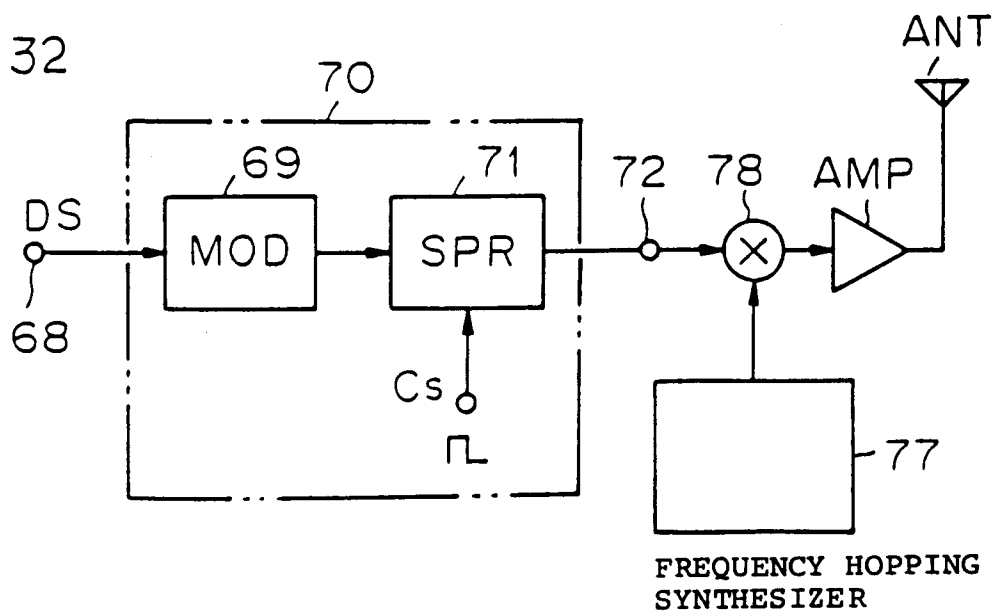 ANT
32
70
69
71
72
78
AMP
DS
MOD
SPR
68
Cs
77
FREQUENCY HOPPING
SYNTHESIZER